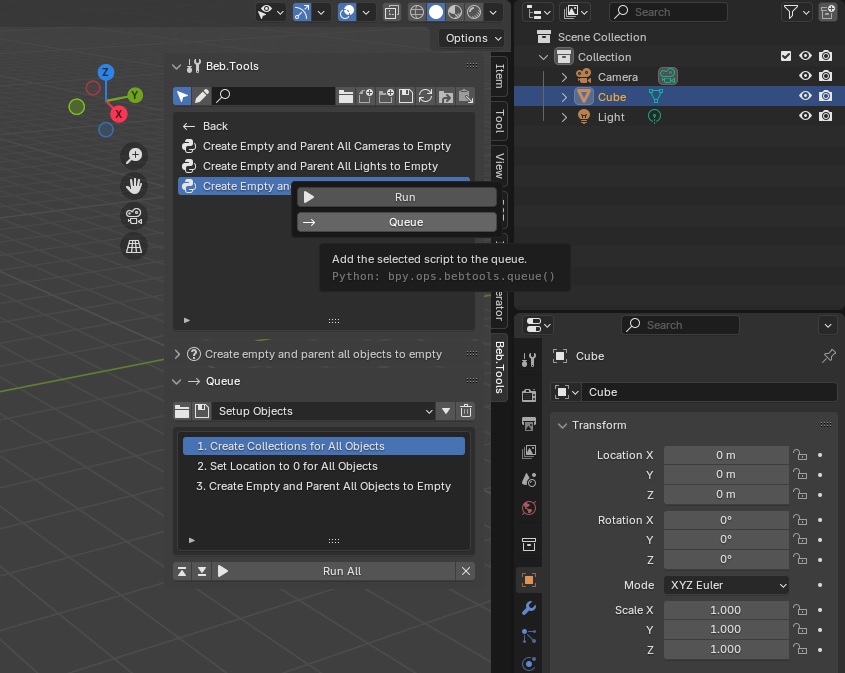 Options
Search
Scene Collection
Collection
Camera
Cube
Light
Z
Y
X
Beb.Tools
Back
Create Empty and Parent All Cameras to Empty
Create Empty and Parent All Lights to Empty
Create Empty an
Run
Queue
Add the selected script to the queue.
Python: bpy.ops.bebtools.queue()
Item
Tool
View
erator
Beb.Tools
Create empty and parent all objects to empty
Queue
Setup Objects
1. Create Collections for All Objects
2. Set Location to 0 for All Objects
3. Create Empty and Parent All Objects to Empty
Run All
Search
Cube
Cube
Transform
Location X 0 m
Y 0 m
Z 0 m
Rotation X 0°
Y 0°
Z 0°
Mode XYZ Euler
Scale X 1.000
Y 1.000
Z 1.000